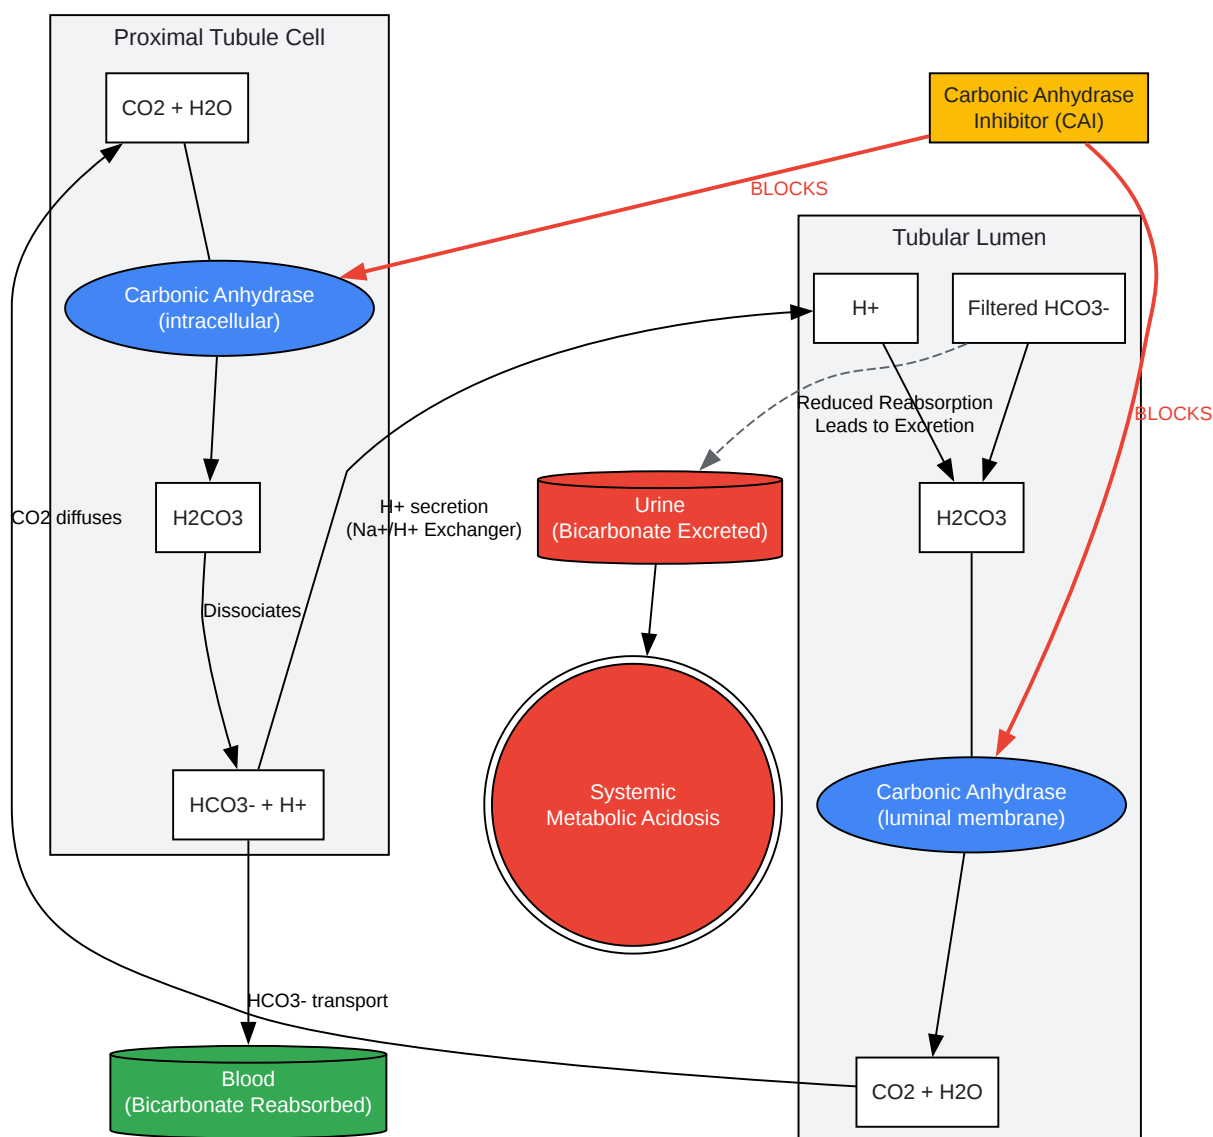 Proximal Tubule Cell
CO2 + H2O
Carbonic Anhydrase
Inhibitor (CAI)
BLOCKS
Tubular Lumen
Carbonic Anhydrase
(intracellular)
H+
Filtered HCO3-
Reduced Reabsorption
Leads to Excretion
BLOCKS
CO2 diffuses
H2CO3
H+ secretion
(Na+/H+ Exchanger)
Urine
(Bicarbonate Excreted)
H2CO3
Dissociates
HCO3- + H+
Systemic
Metabolic Acidosis
Carbonic Anhydrase
(luminal membrane)
HCO3- transport
Blood
(Bicarbonate Reabsorbed)
CO2 + H2O